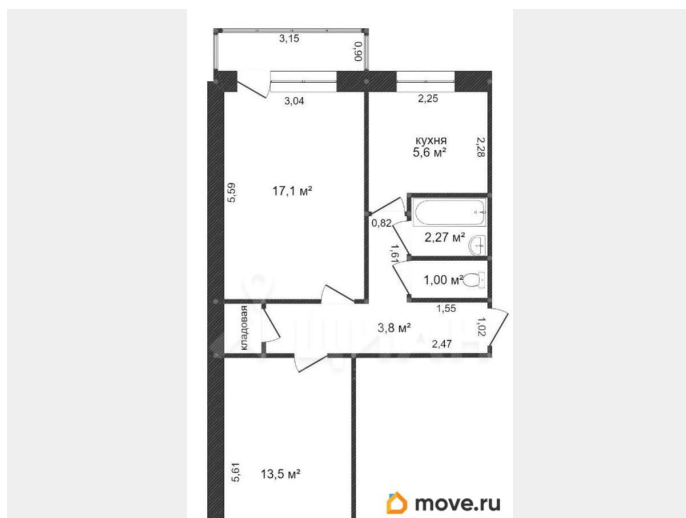 3,15
0,90
3,04
2,25
кухня
5,6 м²
2,28
5,59
17,1 м²
0,82
2,27 м²
1,61
1,00 м²
1,55
кладовая
3,8 м²
1,02
2,47
ЦИАН
5,61
13,5 м²
move.ru